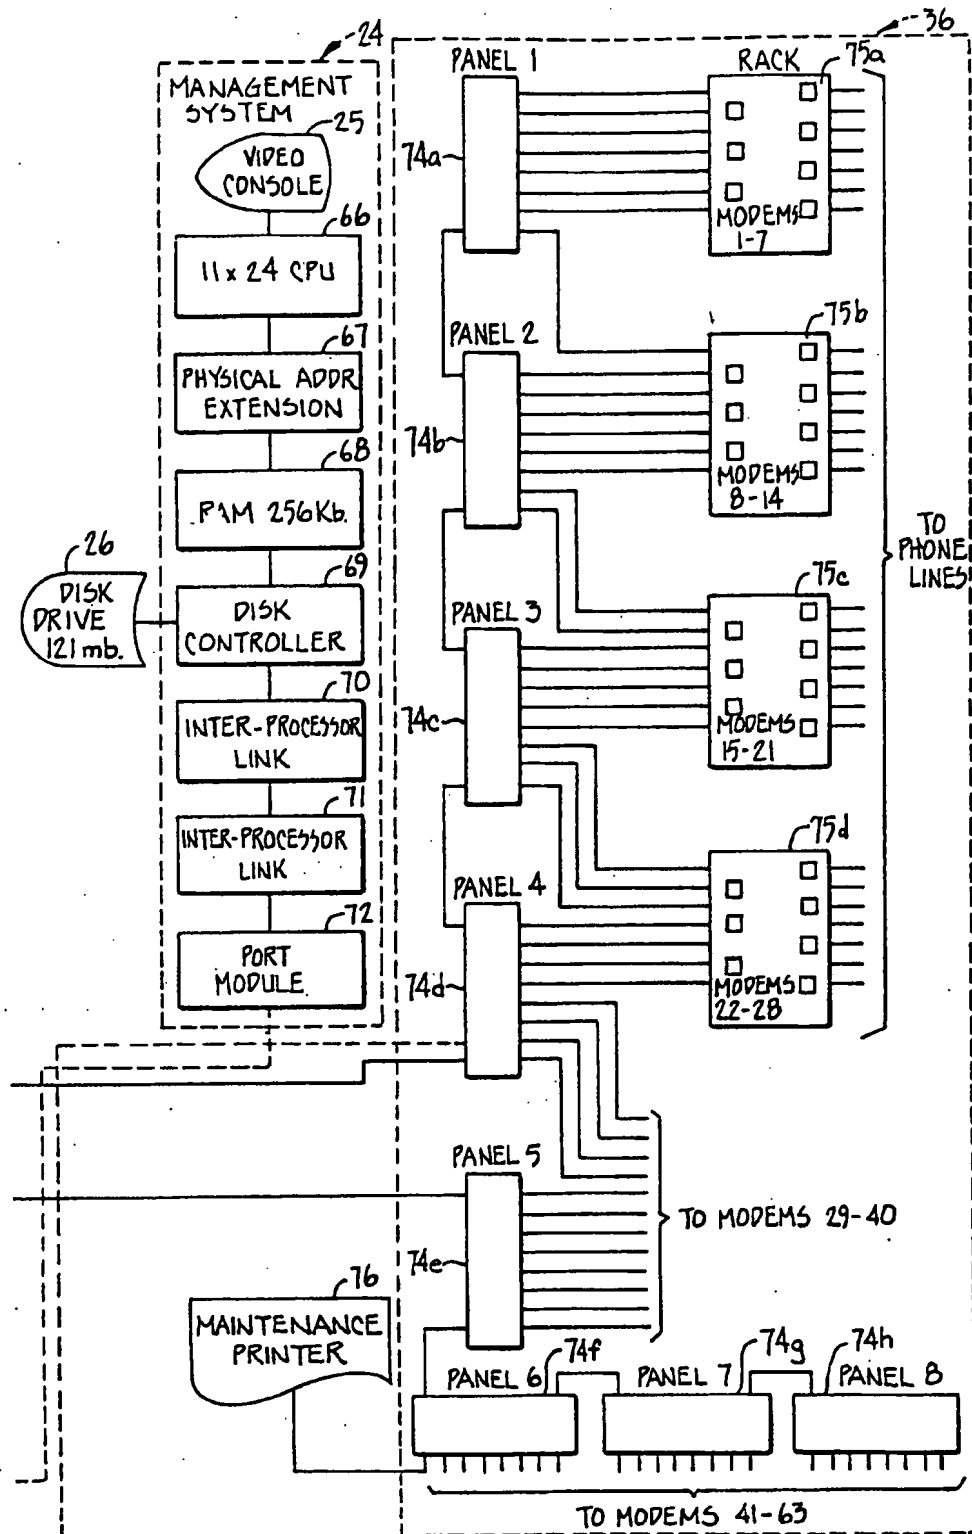 24
36
MANAGEMENT
SYSTEM
25
VIDEO
CONSOLE
66
11 x 24 CPU
67
PHYSICAL ADDR
EXTENSION
68
256Kb.
26
DISK
DRIVE
121 mb.
69
DISK
CONTROLLER
70
INTER-PROCESSOR
LINK
71
INTER-PROCESSOR
LINK
72
PORT
MODULE
PANEL 1
74a
RACK
75a
MODEMS
1-7
PANEL 2
74b
75b
MODEMS
8-14
PANEL 3
74c
75c
MODEMS
15-21
PANEL 4
74d
75d
MODEMS
22-28
TO
PHONE
LINES
PANEL 5
74e
TO MODEMS 29-40
76
MAINTENANCE
PRINTER
PANEL 6
74f
PANEL 7
74g
74h
PANEL 8
TO MODEMS 41-63